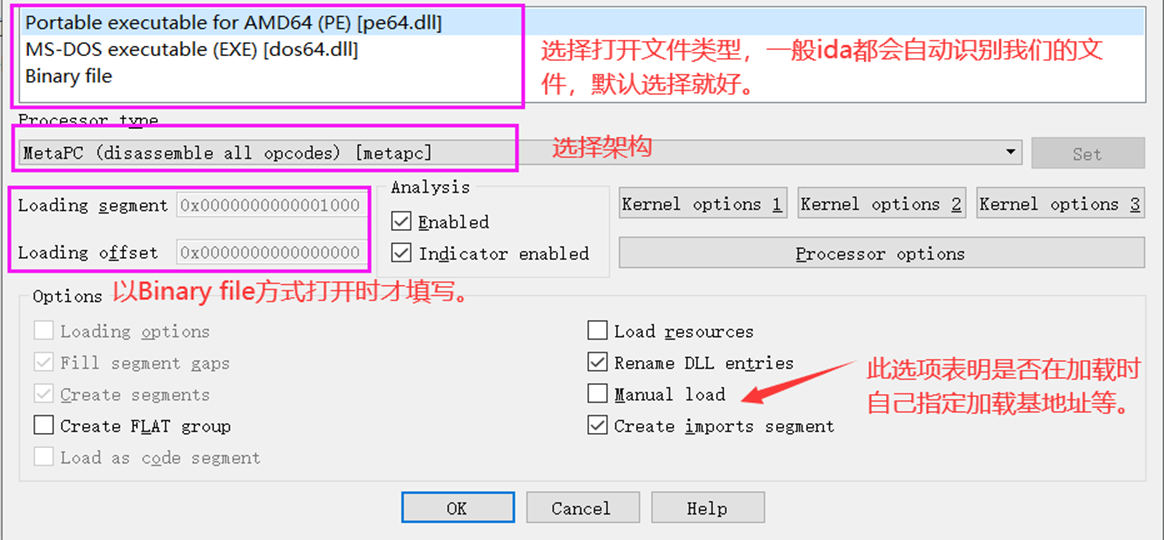 Portable executable for AMD64 (PE) [pe64.dll]
MS-DOS executable (EXE) [dos64.dll]
Binary file
选择打开文件类型，一般ida都会自动识别我们的文
件，默认选择就好。
Processor type
MetaPC (disassemble all opcodes) [metapc]
选择架构
Set
Loading segment 0x0000000000001000
Loading offset 0x0000000000000000
以Binary file方式打开时才填写。
Analysis
Enabled
Indicator enabled
Kernel options 1
Kernel options 2
Kernel options 3
Processor options
Options
Loading options
Fill segment gaps
Create segments
Create FLAT group
Load as code segment
Load resources
Rename DLL entries
Manual load
Create imports segment
此选项表明是否在加载时
自己指定加载基地址等。
OK
Cancel
Help